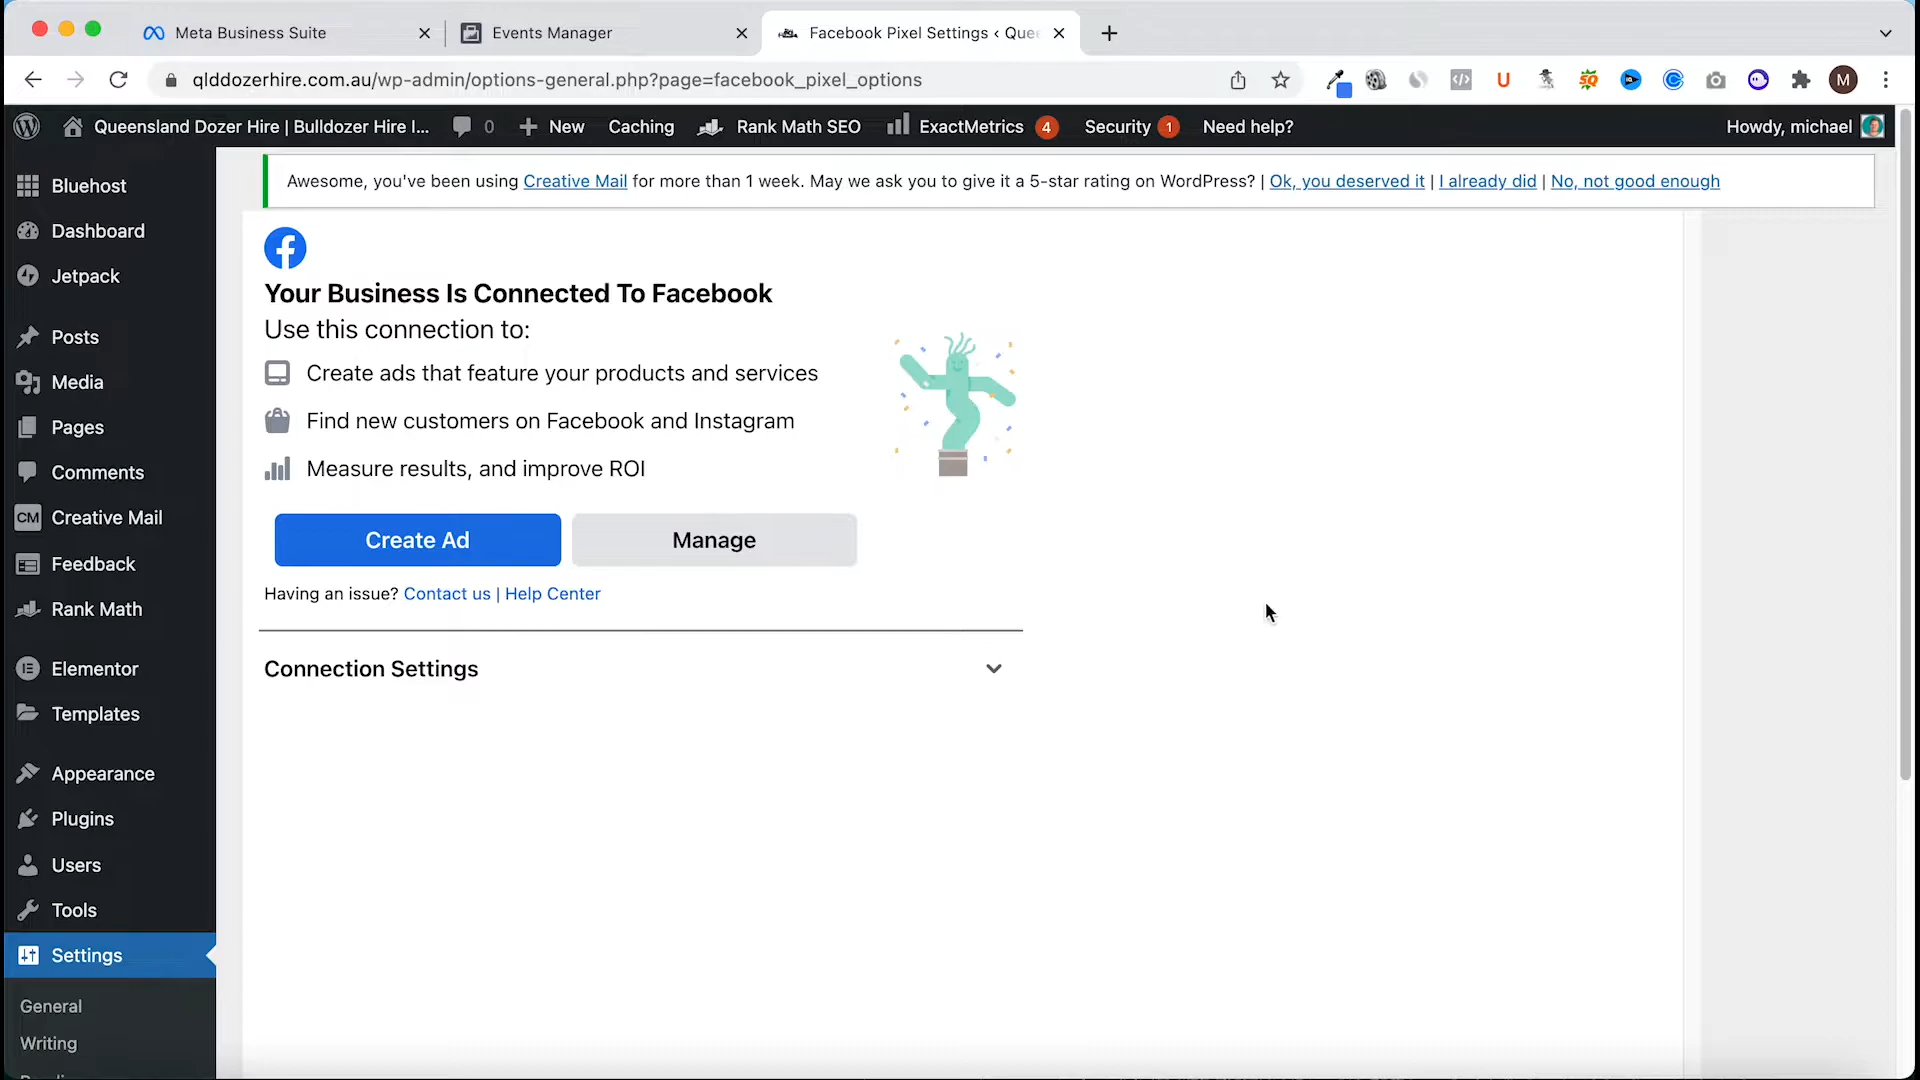 Meta Business Suite
Events Manager
Facebook Pixel Settings ‹ Quee
qlddozerhire.com.au/wp-admin/options-general.php?page=facebook_pixel_options
M
Queensland Dozer Hire | Bulldozer Hire I...
0
New
Caching
Rank Math SEO
ExactMetrics 4
Security 1
Need help?
Howdy, michael
Bluehost
Dashboard
Jetpack
Posts
Media
Pages
Comments
CM Creative Mail
Feedback
Rank Math
Elementor
Templates
Appearance
Plugins
Users
Tools
Settings
General
Writing
Awesome, you've been using Creative Mail for more than 1 week. May we ask you to give it a 5-star rating on WordPress? | Ok, you deserved it | I already did | No, not good enough
Your Business Is Connected To Facebook
Use this connection to:
Create ads that feature your products and services
Find new customers on Facebook and Instagram
Measure results, and improve ROI
Create Ad
Manage
Having an issue? Contact us | Help Center
Connection Settings